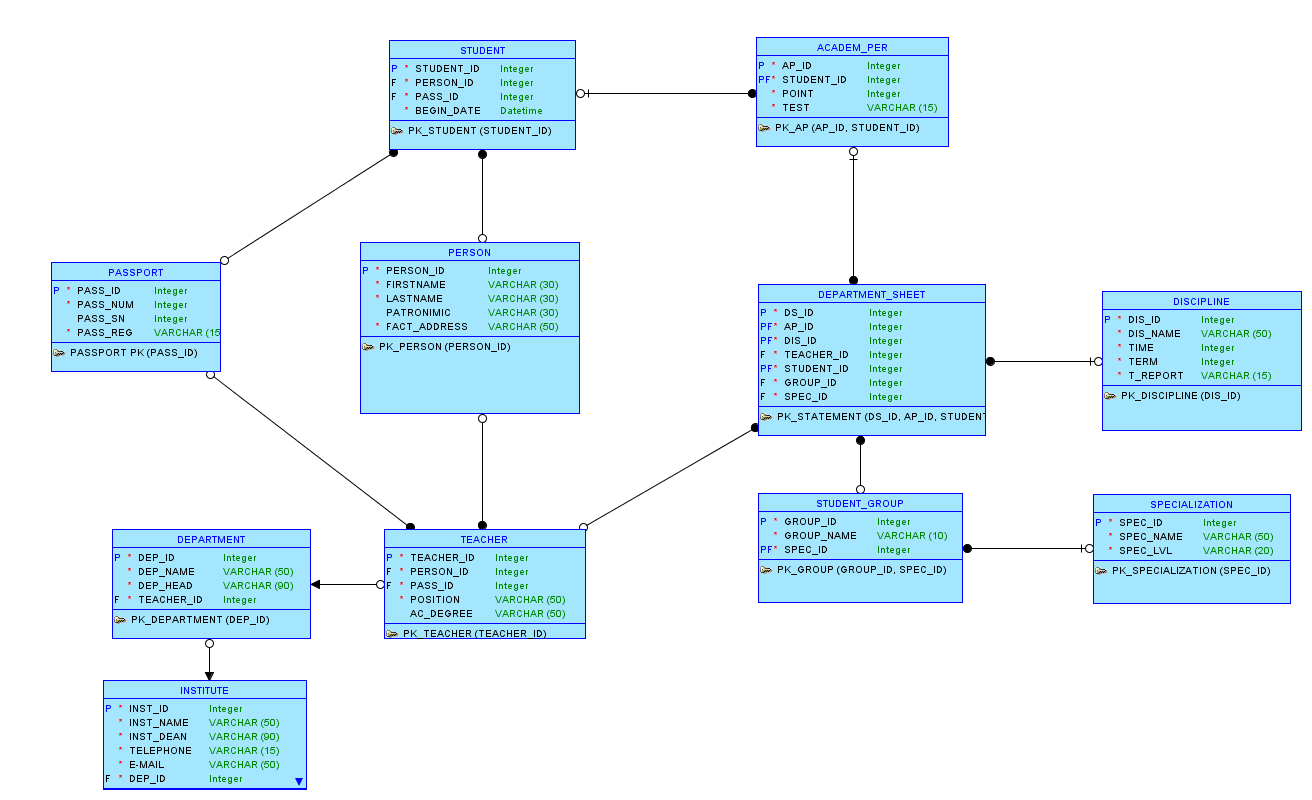 STUDENT
P * STUDENT_ID Integer
F * PERSON_ID Integer
F * PASS_ID Integer
* BEGIN_DATE Datetime
PK_STUDENT (STUDENT_ID)
ACADEM_PER
P * AP_ID Integer
PF* STUDENT_ID Integer
* POINT Integer
* TEST VARCHAR (15)
PK_AP (AP_ID, STUDENT_ID)
PASSPORT
P * PASS_ID Integer
* PASS_NUM Integer
PASS_SN Integer
* PASS_REG VARCHAR (15
PASSPORT PK (PASS_ID)
PERSON
P * PERSON_ID Integer
* FIRSTNAME VARCHAR (30)
* LASTNAME VARCHAR (30)
PATRONIMIC VARCHAR (30)
* FACT_ADDRESS VARCHAR (50)
PK_PERSON (PERSON_ID)
DEPARTMENT_SHEET
P * DS_ID Integer
PF* AP_ID Integer
PF* DIS_ID Integer
F * TEACHER_ID Integer
PF* STUDENT_ID Integer
F * GROUP_ID Integer
F * SPEC_ID Integer
PK_STATEMENT (DS_ID, AP_ID, STUDENT
DISCIPLINE
P * DIS_ID Integer
* DIS_NAME VARCHAR (50)
* TIME Integer
* TERM Integer
* T_REPORT VARCHAR (15)
PK_DISCIPLINE (DIS_ID)
DEPARTMENT
P * DEP_ID Integer
* DEP_NAME VARCHAR (50)
* DEP_HEAD VARCHAR (90)
F * TEACHER_ID Integer
PK_DEPARTMENT (DEP_ID)
TEACHER
P * TEACHER_ID Integer
F * PERSON_ID Integer
F * PASS_ID Integer
* POSITION VARCHAR (50)
AC_DEGREE VARCHAR (50)
PK_TEACHER (TEACHER_ID)
STUDENT_GROUP
P * GROUP_ID Integer
* GROUP_NAME VARCHAR (10)
PF* SPEC_ID Integer
PK_GROUP (GROUP_ID, SPEC_ID)
SPECIALIZATION
P * SPEC_ID Integer
* SPEC_NAME VARCHAR (50)
* SPEC_LVL VARCHAR (20)
PK_SPECIALIZATION (SPEC_ID)
INSTITUTE
P * INST_ID Integer
* INST_NAME VARCHAR (50)
* INST_DEAN VARCHAR (90)
* TELEPHONE VARCHAR (15)
* E-MAIL VARCHAR (50)
F * DEP_ID Integer